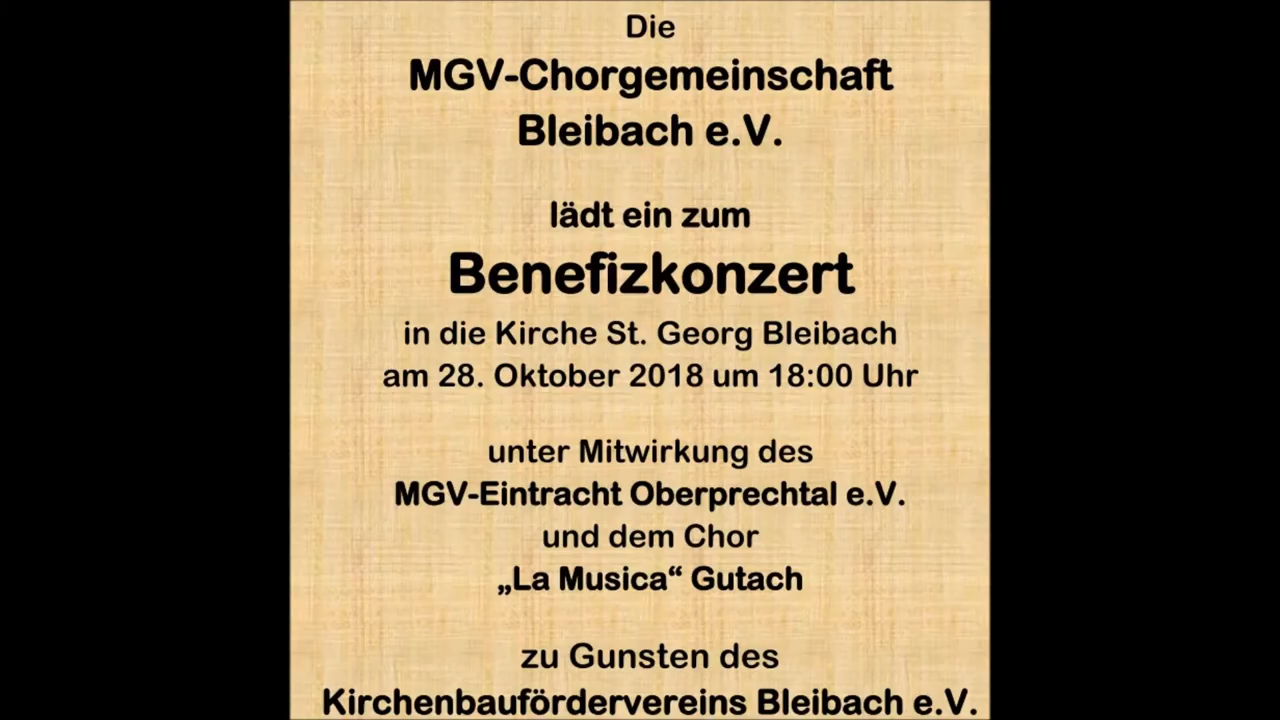 Die
MGV-Chorgemeinschaft
Bleibach e.V.
lädt ein zum
Benefizkonzert
in die Kirche St. Georg Bleibach
am 28. Oktober 2018 um 18:00 Uhr
unter Mitwirkung des
MGV-Eintracht Oberprechtal e.V.
und dem Chor
„La Musica“ Gutach
zu Gunsten des
Kirchenbaufördervereins Bleibach e.V.